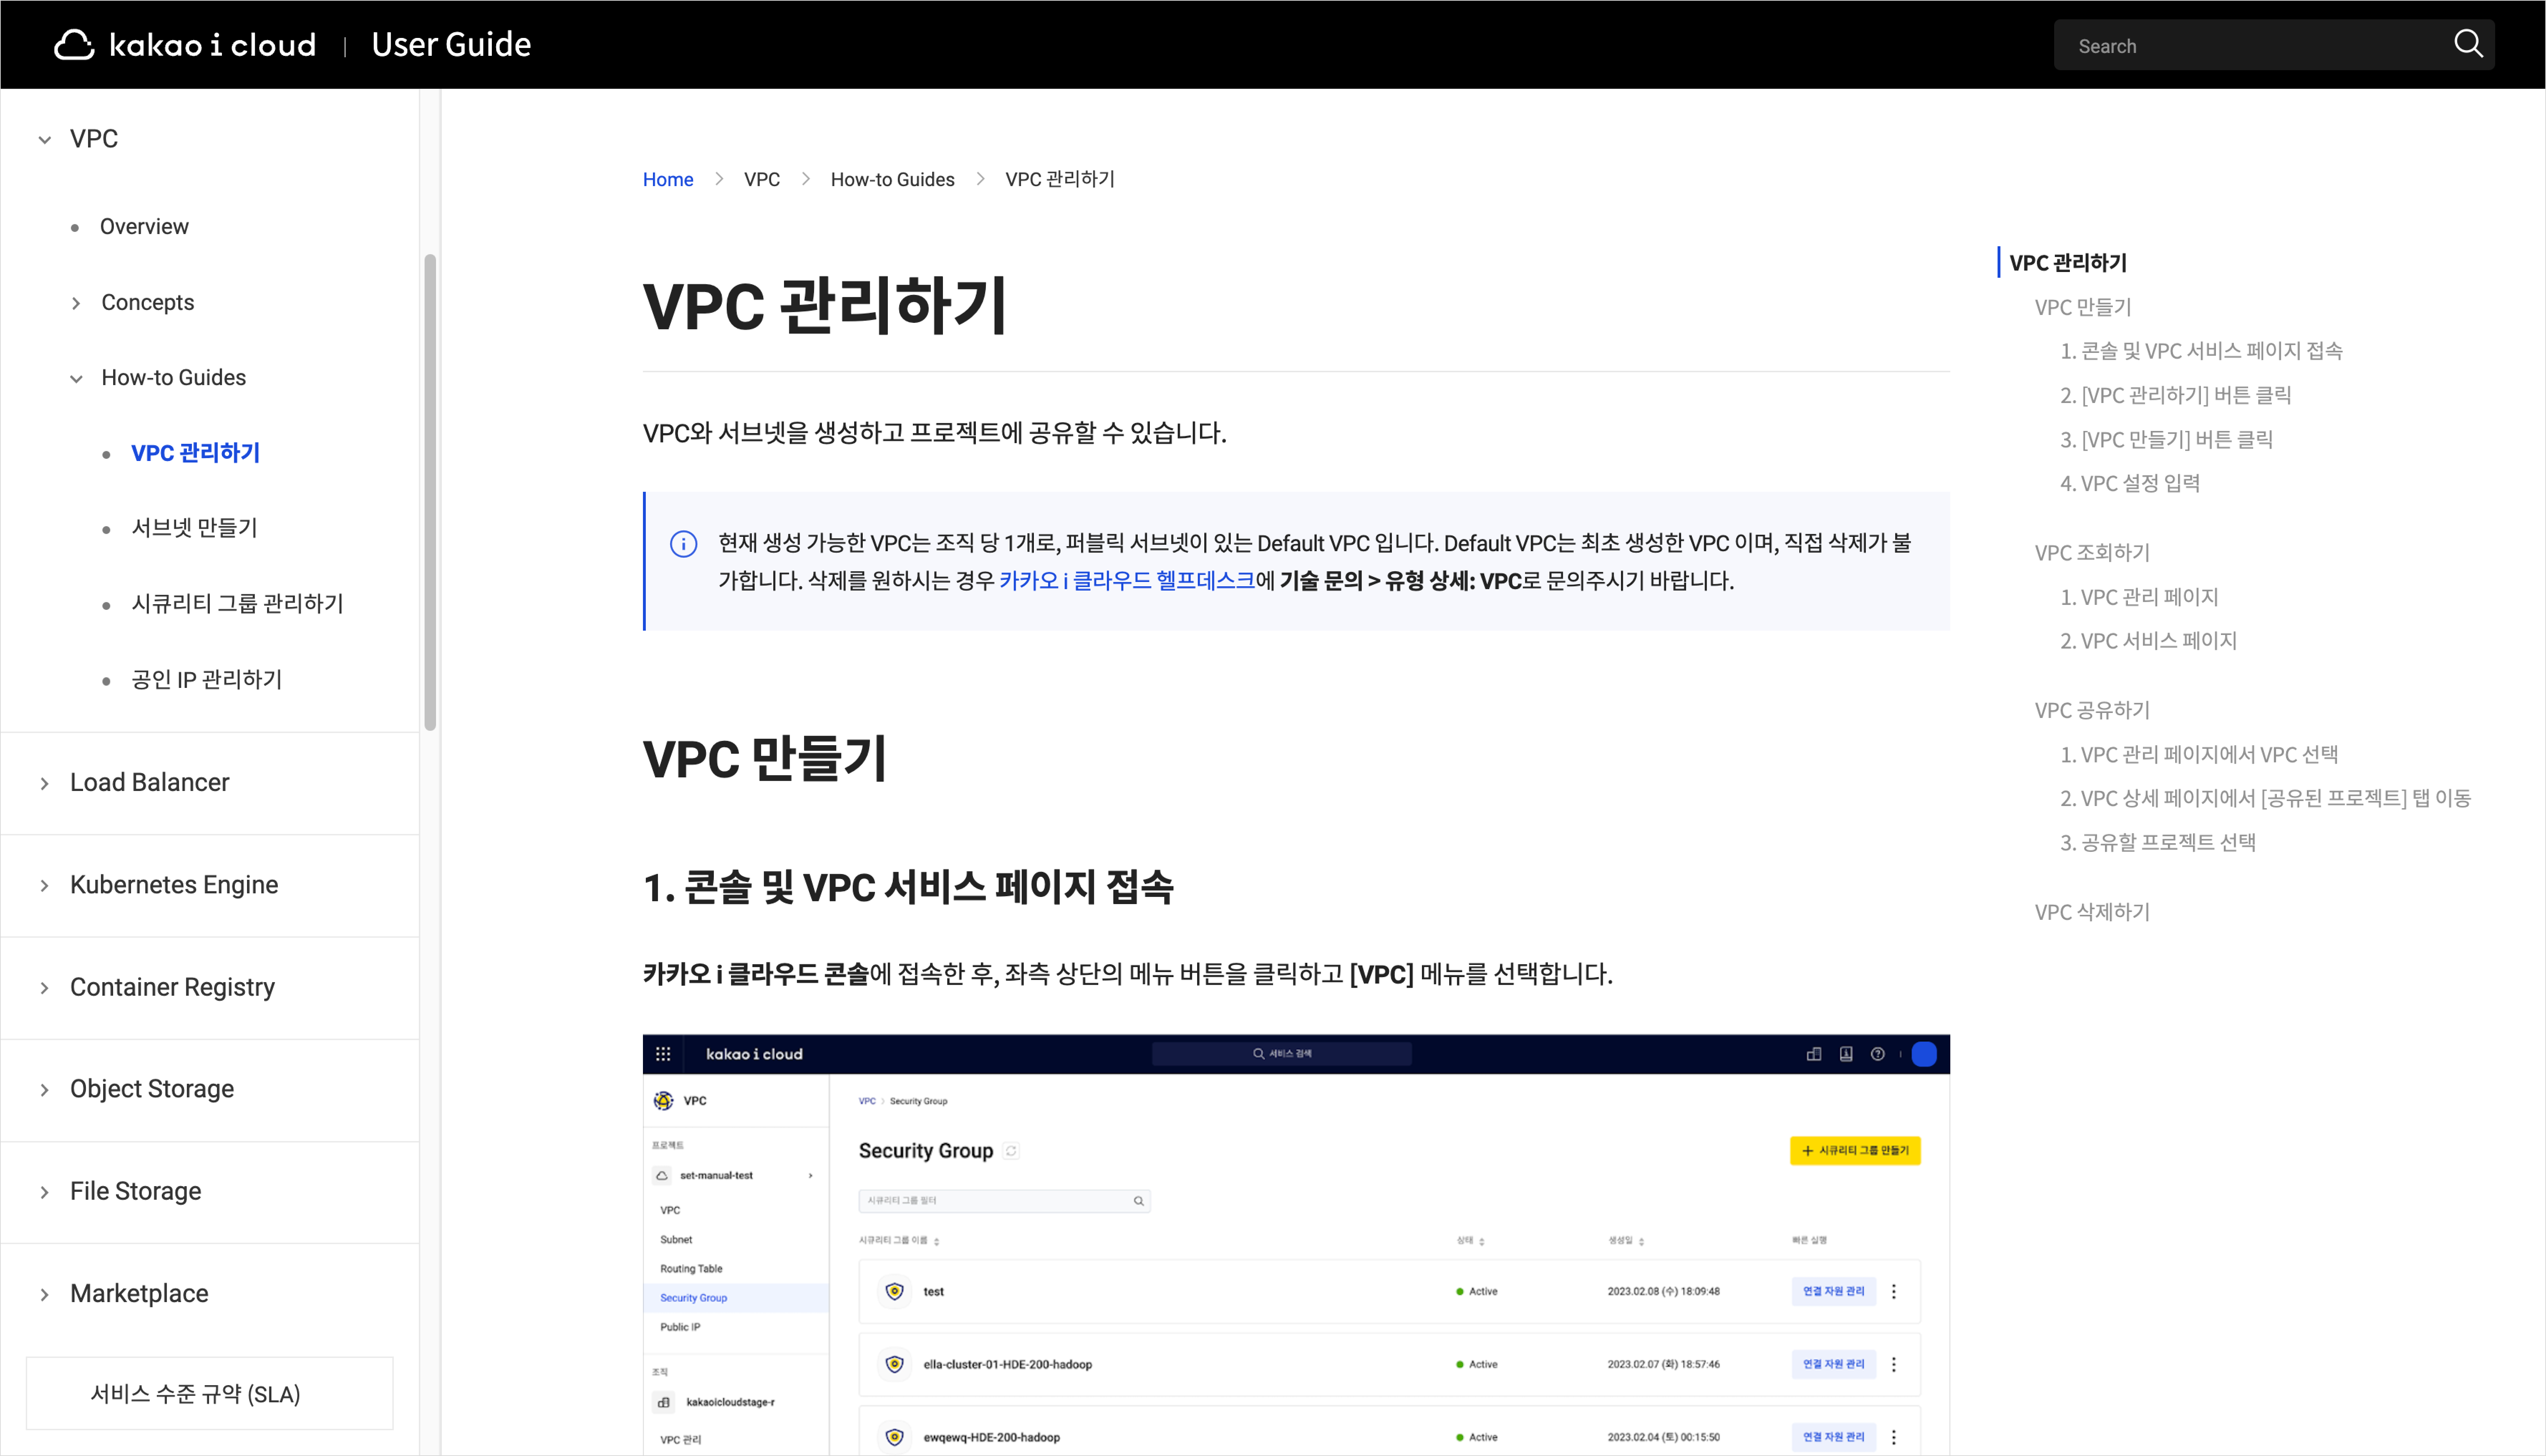 kakao i cloud | User Guide
Search
VPC
Overview
Concepts
How-to Guides
VPC 관리하기
서브넷 만들기
시큐리티 그룹 관리하기
공인 IP 관리하기
Load Balancer
Kubernetes Engine
Container Registry
Object Storage
File Storage
Marketplace
서비스 수준 규약 (SLA)
Home > VPC > How-to Guides > VPC 관리하기
VPC 관리하기
VPC와 서브넷을 생성하고 프로젝트에 공유할 수 있습니다.
현재 생성 가능한 VPC는 조직 당 1개로, 퍼블릭 서브넷이 있는 Default VPC 입니다. Default VPC는 최초 생성한 VPC 이며, 직접 삭제가 불
가합니다. 삭제를 원하시는 경우 카카오 i 클라우드 헬프데스크에 기술 문의 > 유형 상세: VPC로 문의주시기 바랍니다.
VPC 만들기
1. 콘솔 및 VPC 서비스 페이지 접속
카카오 i 클라우드 콘솔에 접속한 후, 좌측 상단의 메뉴 버튼을 클릭하고 [VPC] 메뉴를 선택합니다.
kakao i cloud
서비스 검색
VPC
프로젝트
set-manual-test
VPC
Subnet
Routing Table
Security Group
Public IP
조직
kakaoicloudstage-r
VPC 관리
VPC > Security Group
Security Group
+ 시큐리티 그룹 만들기
시큐리티 그룹 필터
시큐리티 그룹 이름 상태 생성일 빠른 실행
test Active 2023.02.08 (수) 18:09:48 연결 자원 관리
ella-cluster-01-HDE-200-hadoop Active 2023.02.07 (화) 18:57:46 연결 자원 관리
ewqewq-HDE-200-hadoop Active 2023.02.04 (토) 00:15:50 연결 자원 관리
VPC 관리하기
VPC 만들기
1. 콘솔 및 VPC 서비스 페이지 접속
2. [VPC 관리하기] 버튼 클릭
3. [VPC 만들기] 버튼 클릭
4. VPC 설정 입력
VPC 조회하기
1. VPC 관리 페이지
2. VPC 서비스 페이지
VPC 공유하기
1. VPC 관리 페이지에서 VPC 선택
2. VPC 상세 페이지에서 [공유된 프로젝트] 탭 이동
3. 공유할 프로젝트 선택
VPC 삭제하기